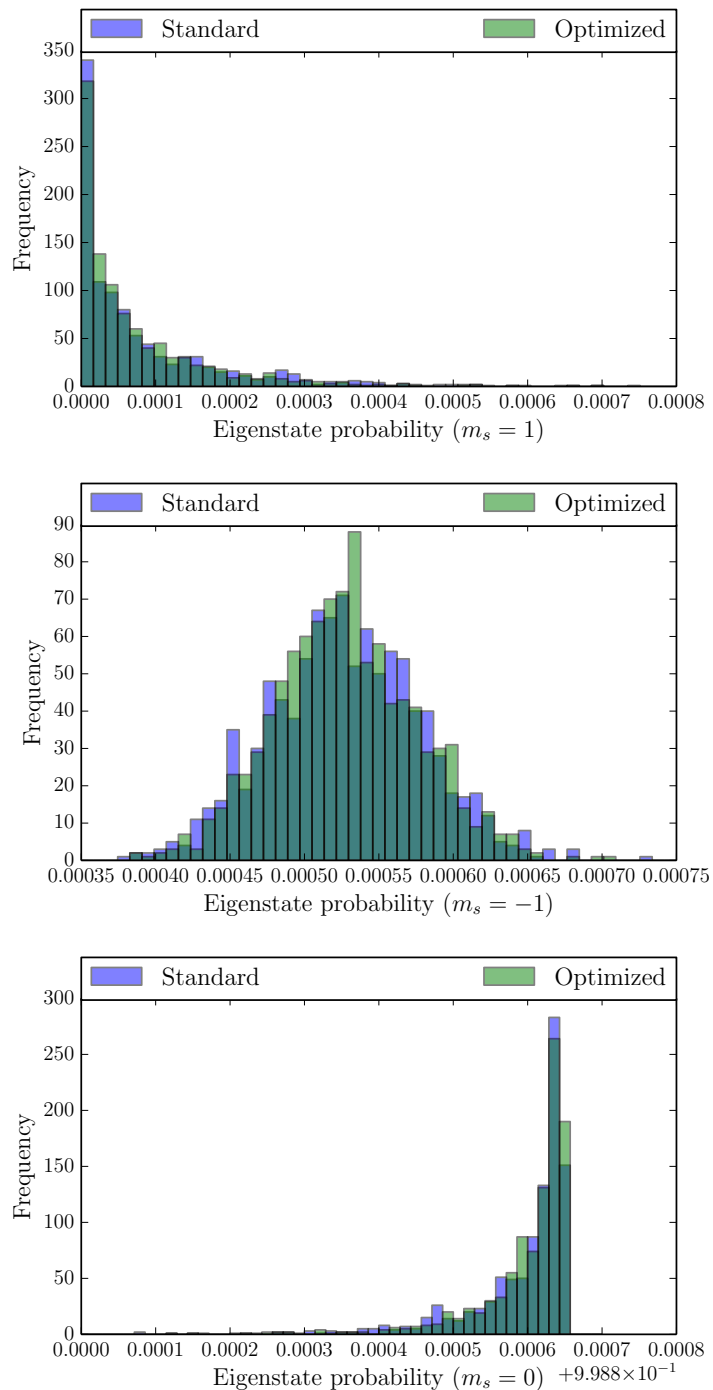 Standard Optimized
350
300
250
200
150
100
50
0
Frequency
0.0000 0.0001 0.0002 0.0003 0.0004 0.0005 0.0006 0.0007 0.0008
Eigenstate probability (mₛ = 1)
Standard Optimized
90
80
70
60
50
40
30
20
10
0
Frequency
0.00035 0.00040 0.00045 0.00050 0.00055 0.00060 0.00065 0.00070 0.00075
Eigenstate probability (mₛ = −1)
Standard Optimized
300
250
200
150
100
50
0
Frequency
0.0000 0.0001 0.0002 0.0003 0.0004 0.0005 0.0006 0.0007 0.0008
Eigenstate probability (mₛ = 0) +9.988×10⁻¹